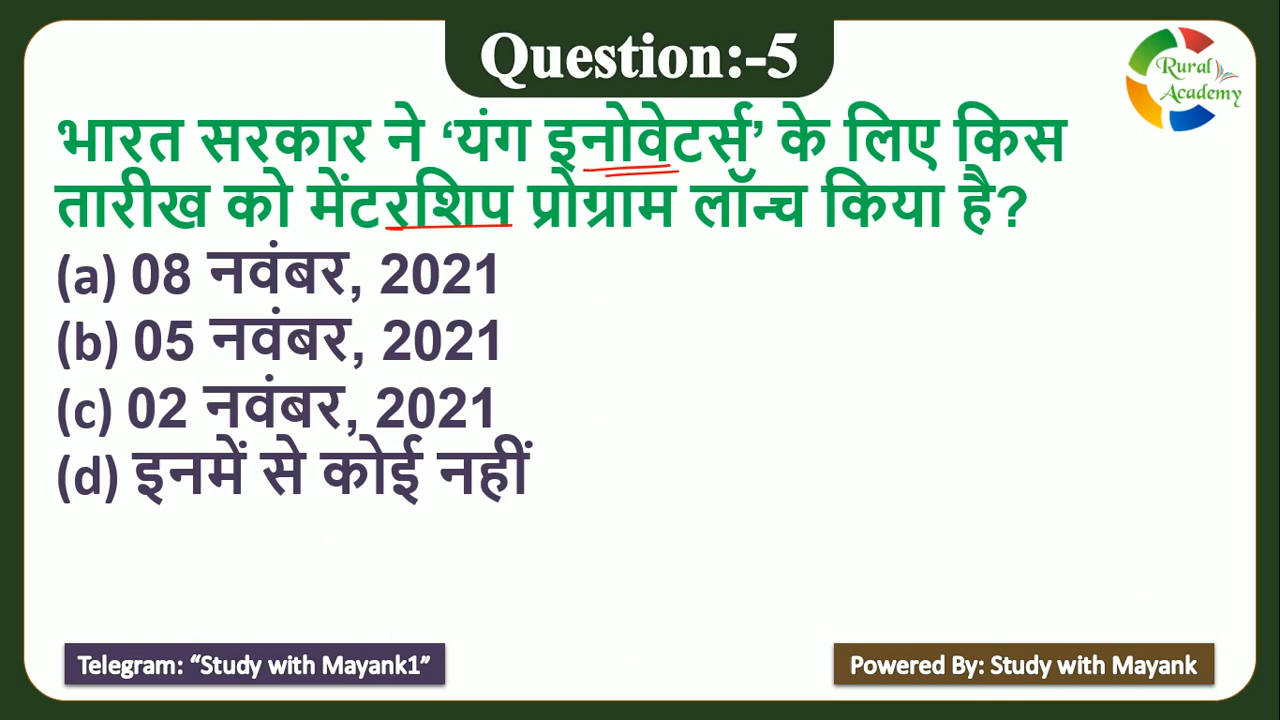 Question:-5
Rural
Academy
भारत सरकार ने ‘यंग इनोवेटर्स’ के लिए किस
तारीख को मेंटरशिप प्रोग्राम लॉन्च किया है?
(a) 08 नवंबर, 2021
(b) 05 नवंबर, 2021
(c) 02 नवंबर, 2021
(d) इनमें से कोई नहीं
Telegram: “Study with Mayank1”
Powered By: Study with Mayank